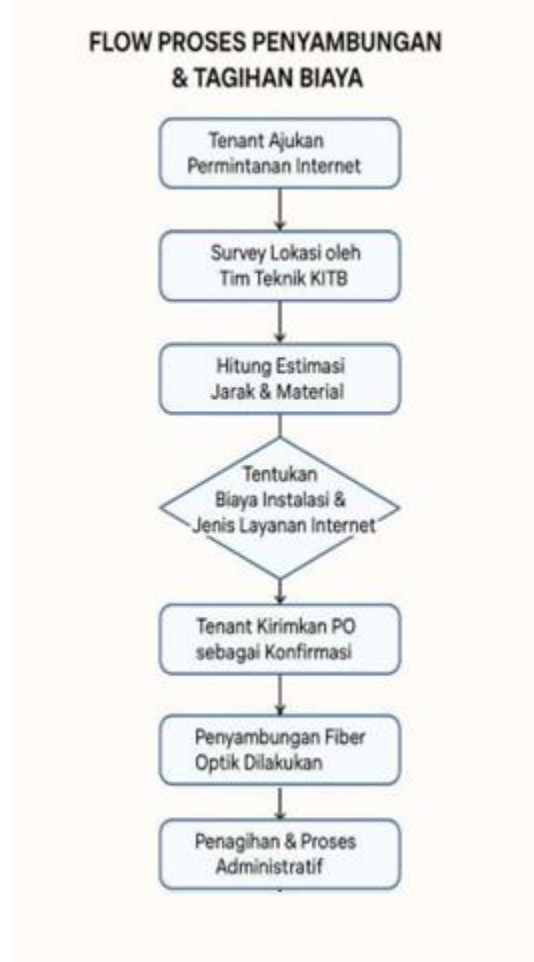 FLOW PROSES PENYAMBUNGAN
& TAGIHAN BIAYA
Tenant Ajukan
Permintanan Internet
Survey Lokasi oleh
Tim Teknik KITB
Hitung Estimasi
Jarak & Material
Tentukan
Biaya Instalasi &
Jenis Layanan Internet
Tenant Kirimkan PO
sebagai Konfirmasi
Penyambungan Fiber
Optik Dilakukan
Penagihan & Proses
Administratif